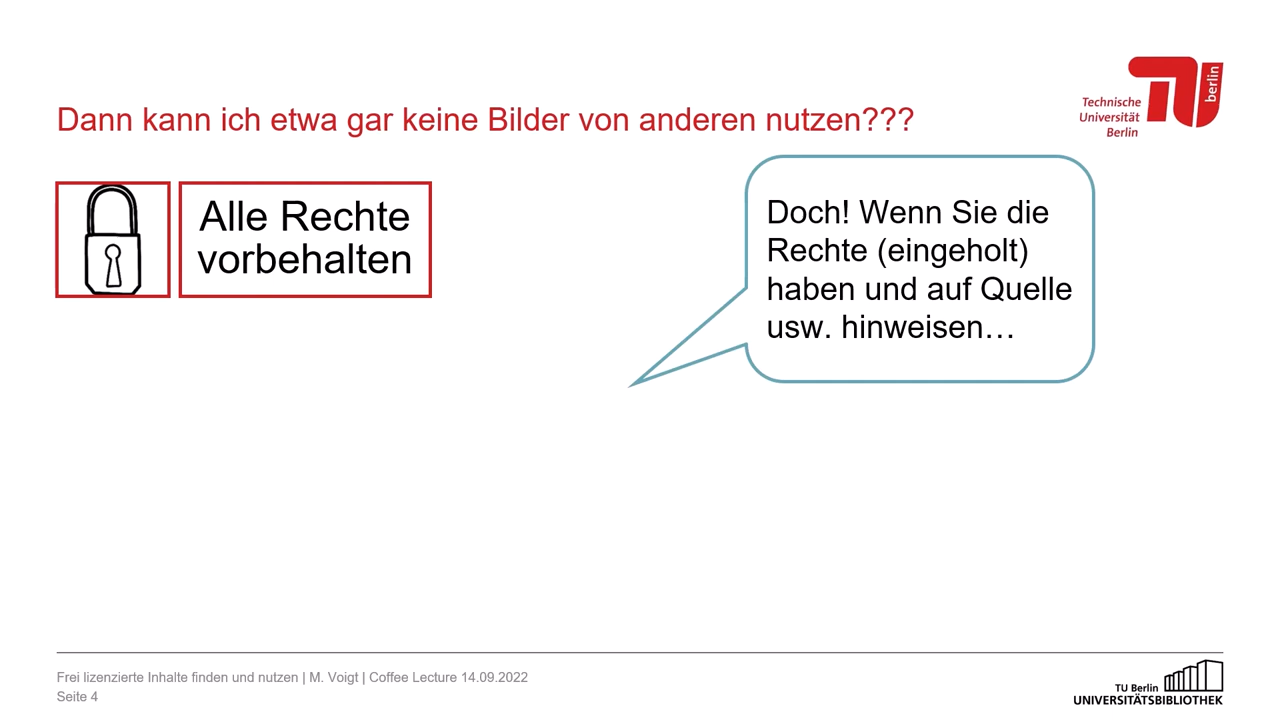 Dann kann ich etwa gar keine Bilder von anderen nutzen???
Technische
Universität
Berlin
berlin
Alle Rechte
vorbehalten
Doch! Wenn Sie die
Rechte (eingeholt)
haben und auf Quelle
usw. hinweisen…
Frei lizenzierte Inhalte finden und nutzen | M. Voigt | Coffee Lecture 14.09.2022
Seite 4
TU Berlin
UNIVERSITÄTSBIBLIOTHEK